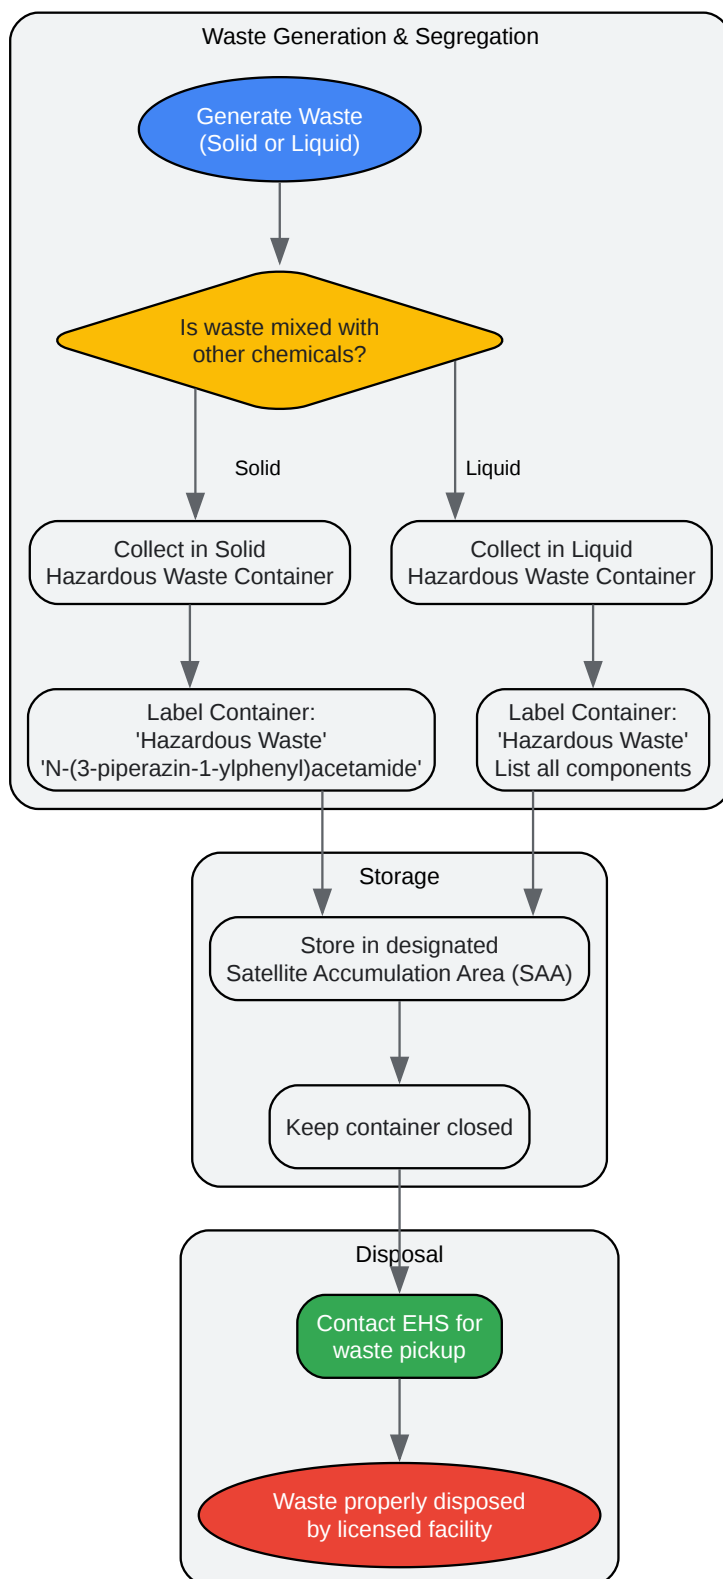 Waste Generation & Segregation
Generate Waste
(Solid or Liquid)
Is waste mixed with
other chemicals?
Solid
Liquid
Collect in Solid
Hazardous Waste Container
Collect in Liquid
Hazardous Waste Container
Label Container:
'Hazardous Waste'
'N-(3-piperazin-1-ylphenyl)acetamide'
Label Container:
'Hazardous Waste'
List all components
Storage
Store in designated
Satellite Accumulation Area (SAA)
Keep container closed
Disposal
Contact EHS for
waste pickup
Waste properly disposed
by licensed facility